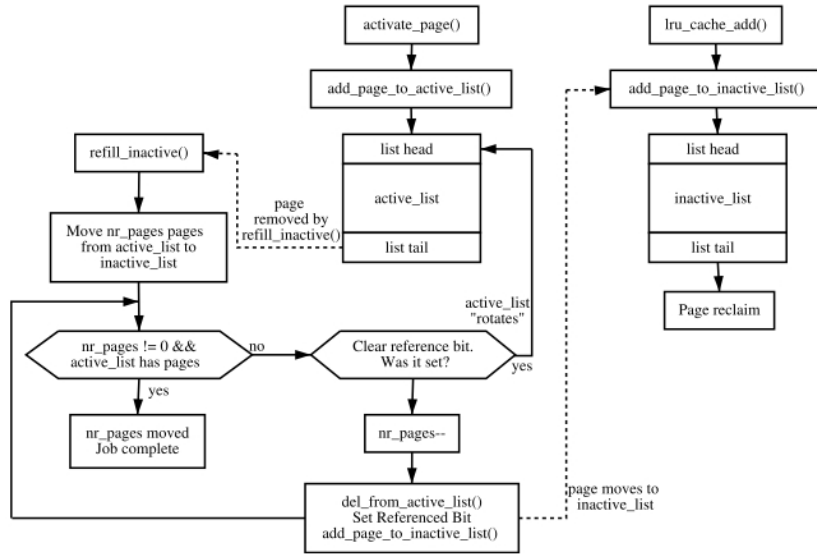 activate_page()
lru_cache_add()
add_page_to_active_list()
add_page_to_inactive_list()
refill_inactive()
list head
active_list
list tail
list head
inactive_list
list tail
page
removed by
refill_inactive()
Move nr_pages pages
from active_list to
inactive_list
active_list
"rotates"
Page reclaim
nr_pages != 0 &&
active_list has pages
no
Clear reference bit.
Was it set?
yes
yes
nr_pages moved
Job complete
nr_pages--
del_from_active_list()
Set Referenced Bit
add_page_to_inactive_list()
page moves to
inactive_list